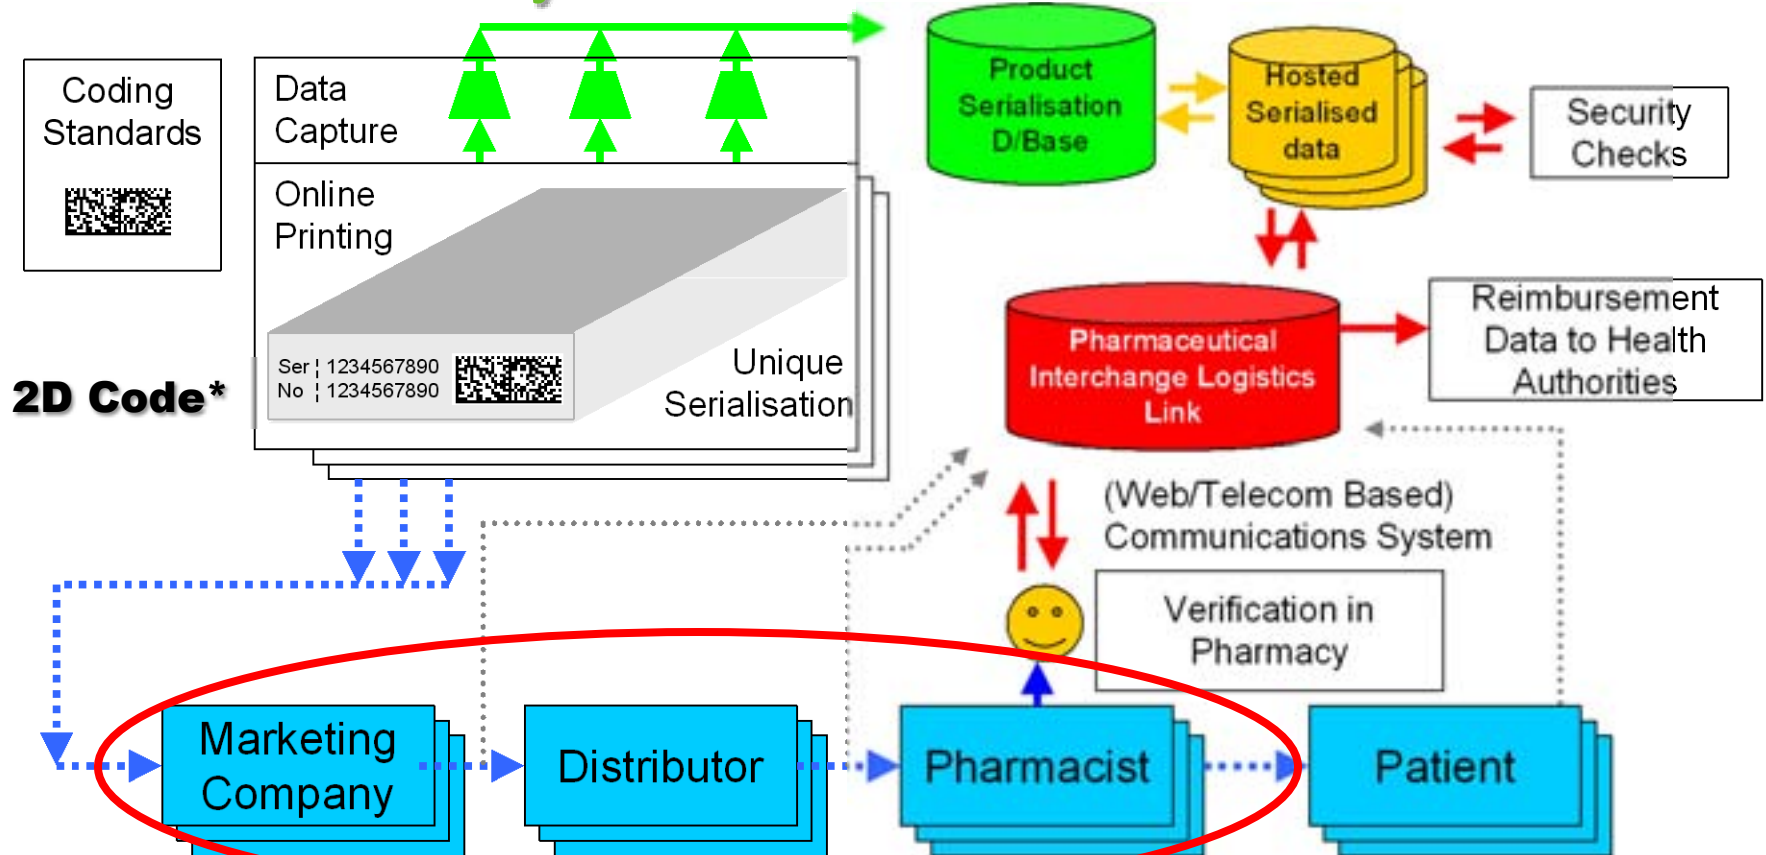 Coding
Standards
Data
Capture
Online
Printing
Ser ¦ 1234567890
No ¦ 1234567890
Unique
Serialisation
2D Code*
Product
Serialisation
D/Base
Hosted
Serialised
data
Security
Checks
Pharmaceutical
Interchange Logistics
Link
Reimbursement
Data to Health
Authorities
(Web/Telecom Based)
Communications System
Verification in
Pharmacy
Marketing
Company
Distributor
Pharmacist
Patient